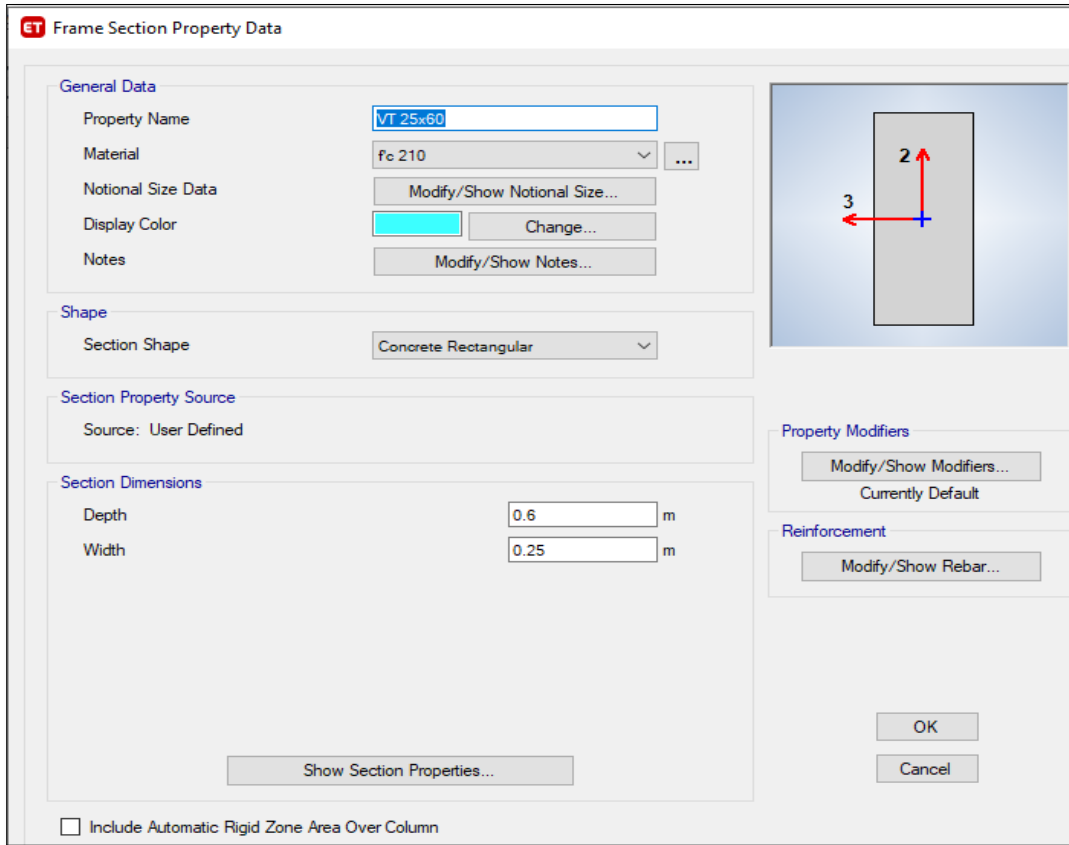 ET Frame Section Property Data
General Data
Property Name VT 25x60
Material f'c 210 ...
Notional Size Data Modify/Show Notional Size...
Display Color Change...
Notes Modify/Show Notes...
Shape
Section Shape Concrete Rectangular
Section Property Source
Source: User Defined
Section Dimensions
Depth 0.6 m
Width 0.25 m
Show Section Properties...
Include Automatic Rigid Zone Area Over Column
2
3
Property Modifiers
Modify/Show Modifiers...
Currently Default
Reinforcement
Modify/Show Rebar...
OK
Cancel